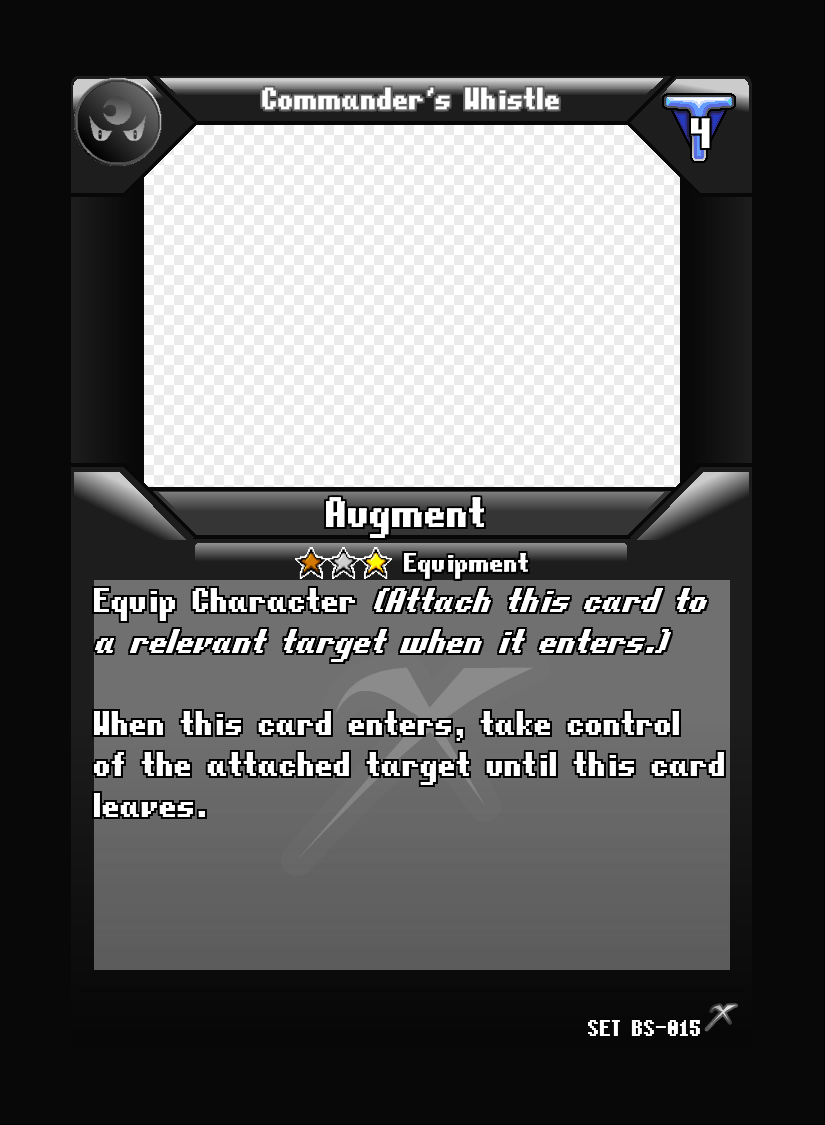 Commander's Whistle
4
Augment
Equipment
Equip Character (Attach this card to
a relevant target when it enters.)
When this card enters, take control
of the attached target until this card
leaves.
SET BS-015